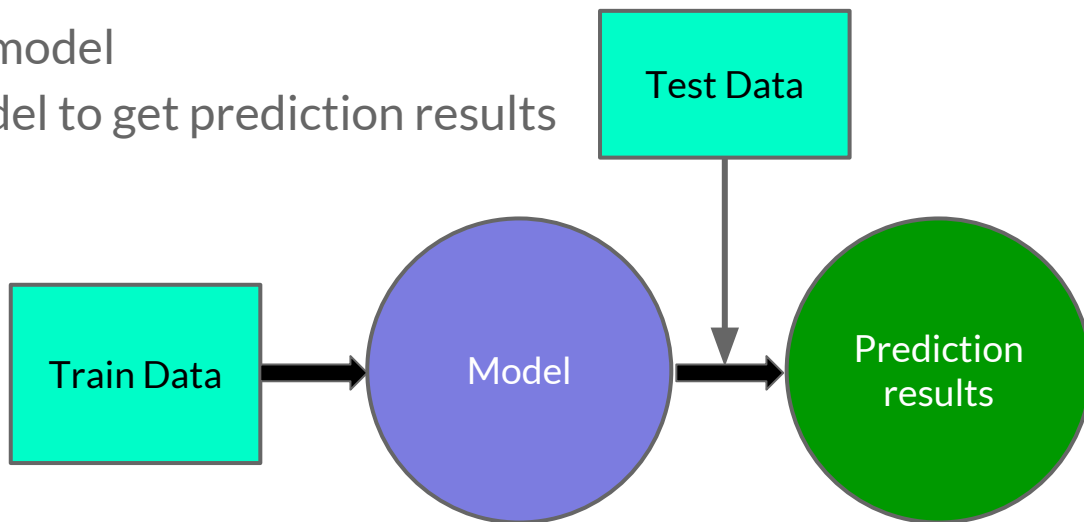 model
del to get prediction results
Test Data
Train Data
Model
Prediction
results